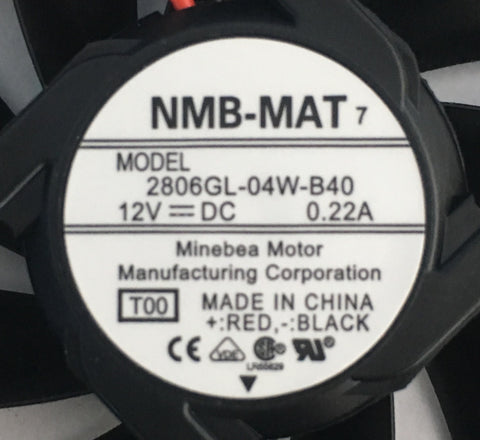 NMB-MAT 7
MODEL
2806GL-04W-B40
12V ⎓ DC 0.22A
Minebea Motor
Manufacturing Corporation
T00 MADE IN CHINA
+:RED,-:BLACK
CE VDE